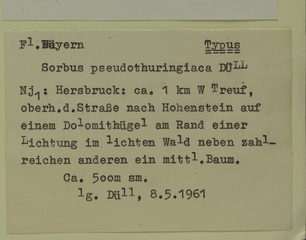 Fl.Bayern Typus
Sorbus pseudothuringiaca DÜLL
Nj1: Hersbruck: ca. 1 km W Treuf,
oberh.d.Straße nach Hohenstein auf
einem Dolomithügel am Rand einer
Lichtung im lichten Wald neben zahl-
reichen anderen ein mittl.Baum.
Ca. 5oom sm.
lg. Düll, 8.5.1961